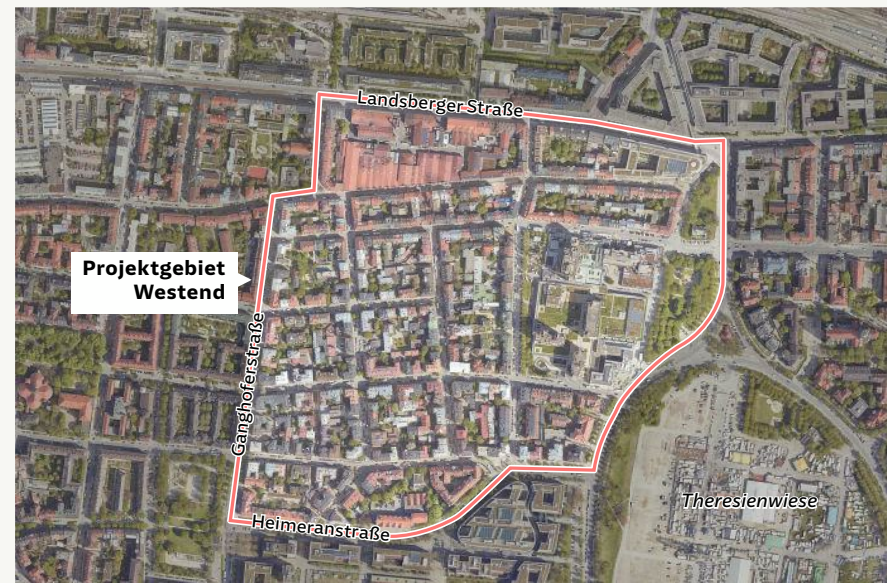 Landsberger Straße
Projektgebiet
Westend
Ganghoferstraße
Theresienwiese
Heimeranstraße